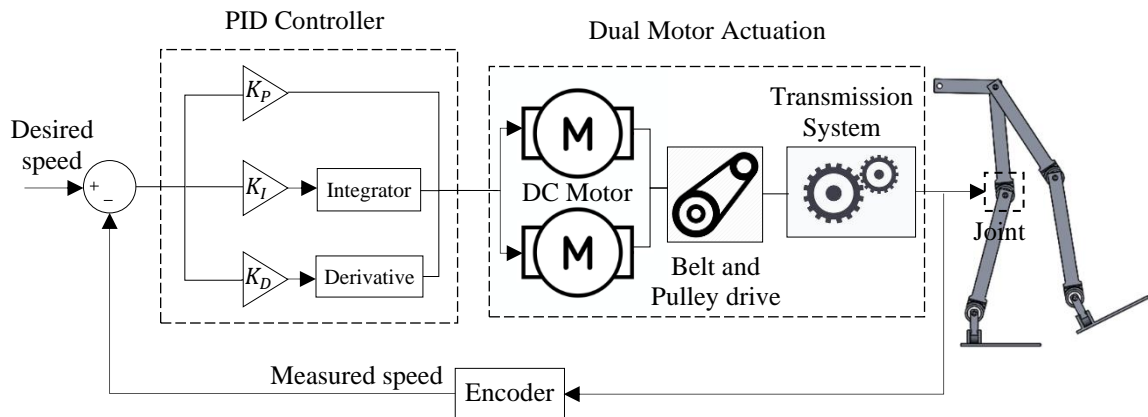 PID Controller
Dual Motor Actuation
K_P
Desired
speed
+
−
K_I
Integrator
K_D
Derivative
M
DC Motor
M
Belt and
Pulley drive
Transmission
System
Joint
Measured speed
Encoder